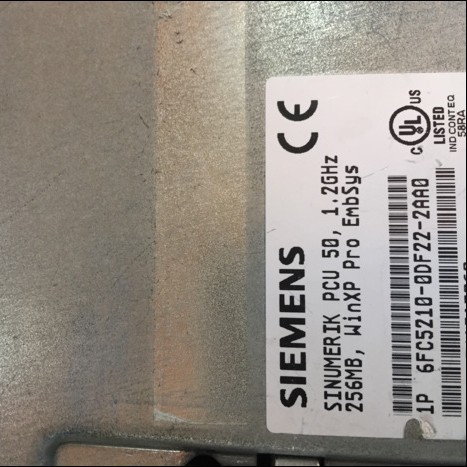 SIEMENS
SINUMERIK PCU 50, 1.2GHz
256MB, WinXP Pro EmbSys
1P 6FC5210-0DF22-2AA0
CE
C UL US
LISTED
IND CONT EQ
58RA